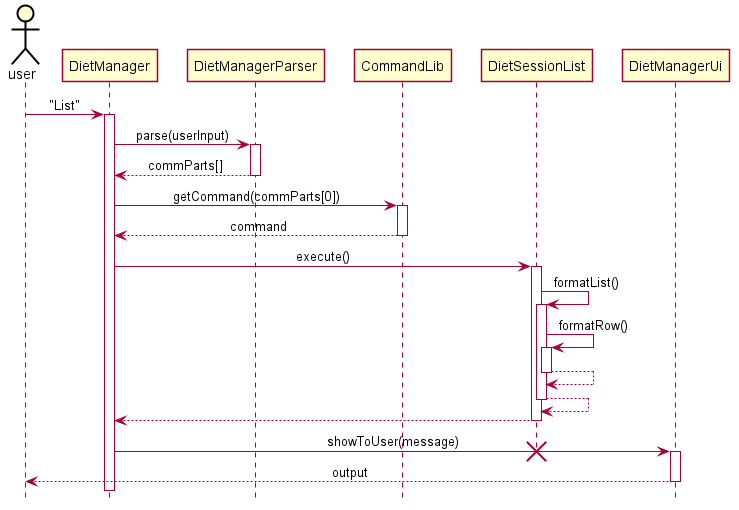 user
DietManager
DietManagerParser
CommandLib
DietSessionList
DietManagerUi
"List"
parse(userInput)
commParts[]
getCommand(commParts[0])
command
execute()
formatList()
formatRow()
showToUser(message)
output